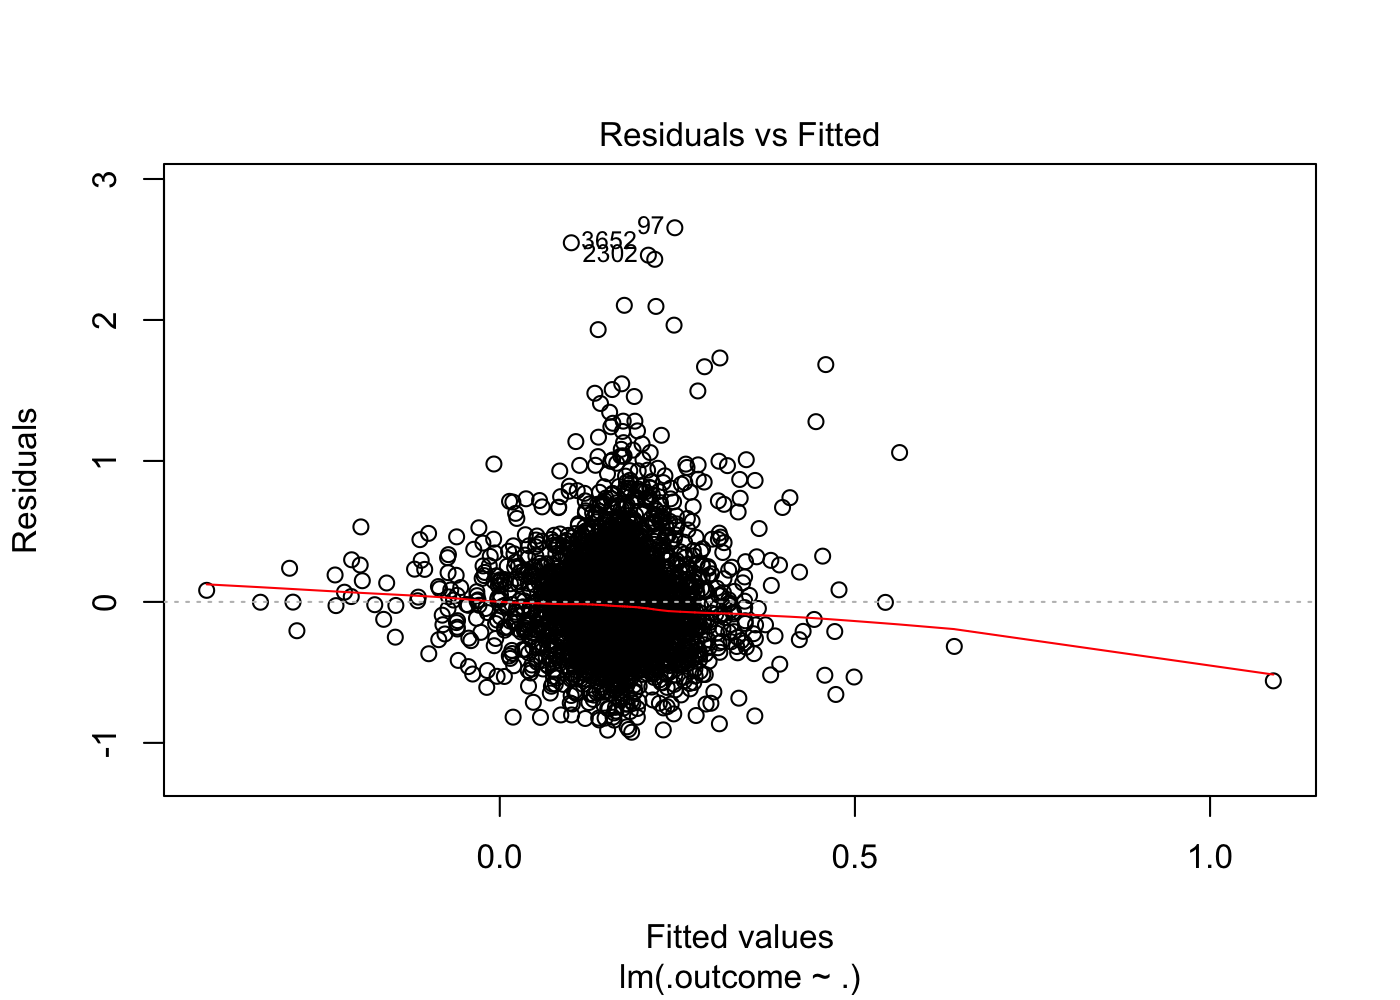 Residuals vs Fitted
3
2
1
0
-1
Residuals
97
3652
2302
0.0 0.5 1.0
Fitted values
lm(.outcome ~ .)